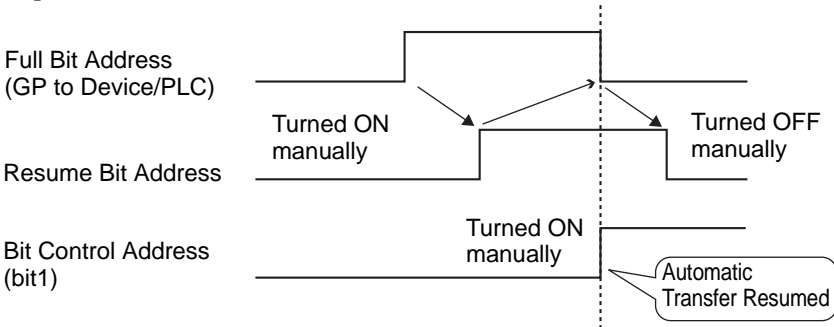 Full Bit Address
(GP to Device/PLC)
Turned ON
manually
Turned OFF
manually
Resume Bit Address
Turned ON
manually
Bit Control Address
(bit1)
Automatic
Transfer Resumed